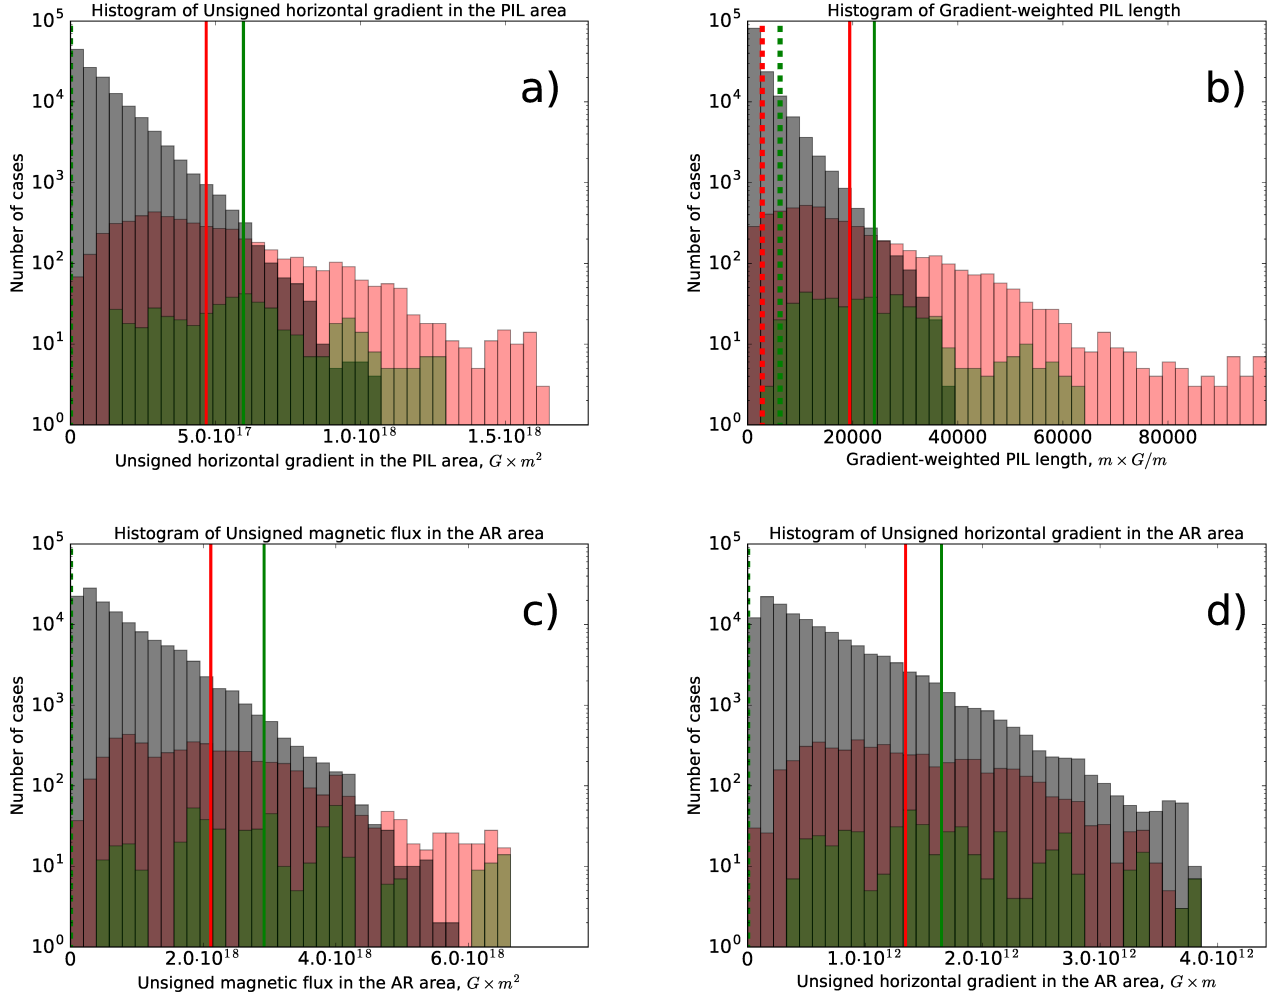 Histogram of Unsigned horizontal gradient in the PIL area
10^5
10^4
10^3
10^2
10^1
10^0
Number of cases
a)
0 5.0·10^17 1.0·10^18 1.5·10^18
Unsigned horizontal gradient in the PIL area, G × m^2
Histogram of Gradient-weighted PIL length
10^5
10^4
10^3
10^2
10^1
10^0
Number of cases
b)
0 20000 40000 60000 80000
Gradient-weighted PIL length, m × G/m
Histogram of Unsigned magnetic flux in the AR area
10^5
10^4
10^3
10^2
10^1
10^0
Number of cases
c)
0 2.0·10^18 4.0·10^18 6.0·10^18
Unsigned magnetic flux in the AR area, G × m^2
Histogram of Unsigned horizontal gradient in the AR area
10^5
10^4
10^3
10^2
10^1
10^0
Number of cases
d)
0 1.0·10^12 2.0·10^12 3.0·10^12 4.0·10^12
Unsigned horizontal gradient in the AR area, G × m